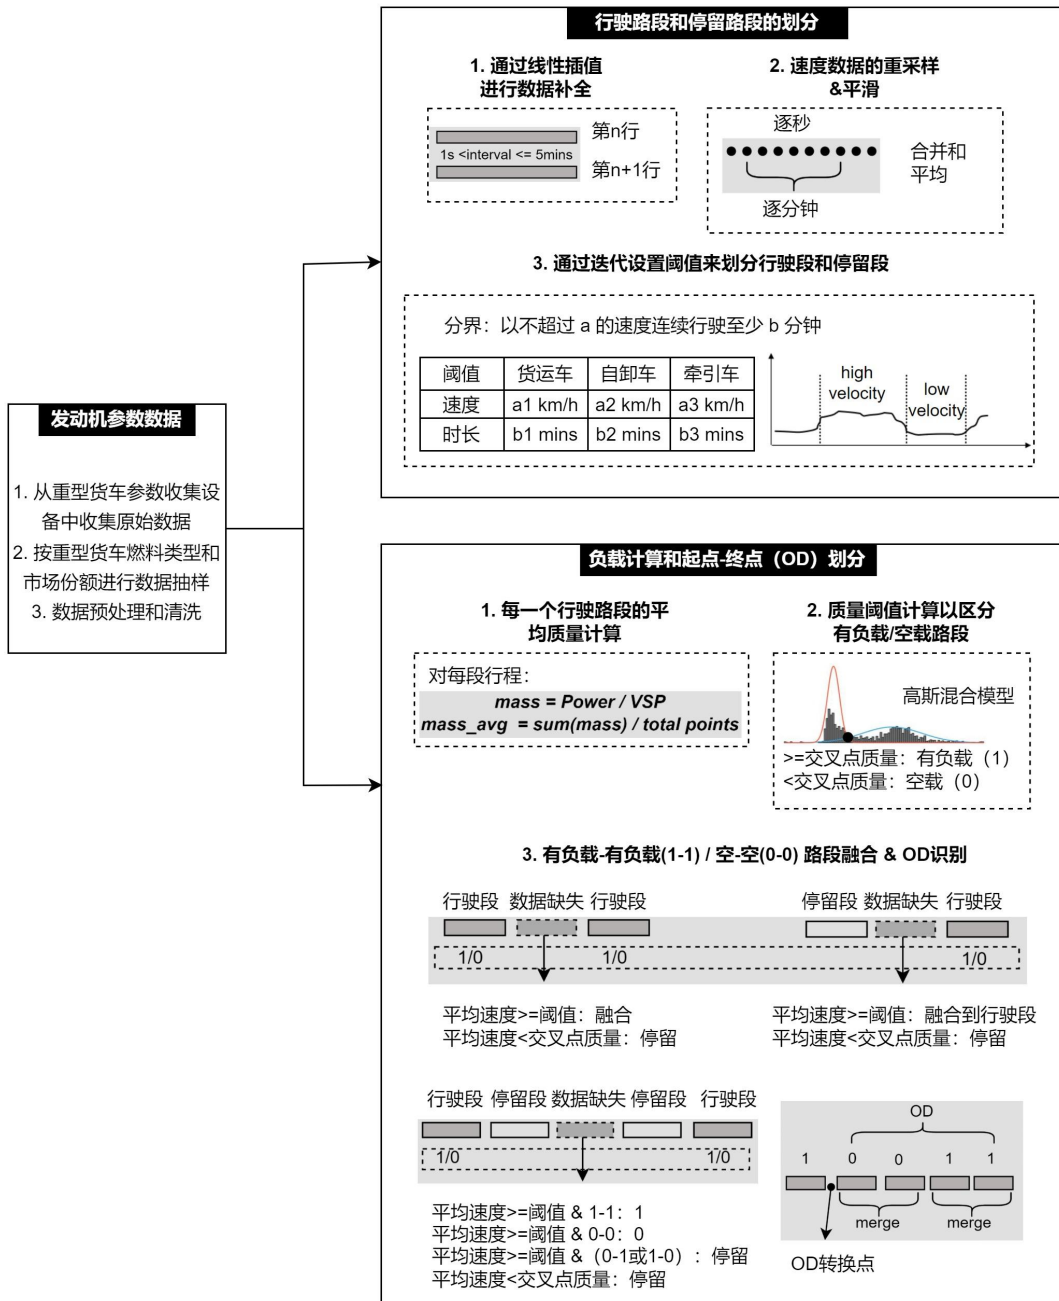 发动机参数数据
1. 从重型货车参数收集设
备中收集原始数据
2. 按重型货车燃料类型和
市场份额进行数据抽样
3. 数据预处理和清洗
行驶路段和停留路段的划分
1. 通过线性插值
进行数据补全
第n行
1s <interval <= 5mins
第n+1行
2. 速度数据的重采样
&平滑
逐秒
合并和
平均
逐分钟
3. 通过迭代设置阈值来划分行驶段和停留段
分界：以不超过 a 的速度连续行驶至少 b 分钟
阈值 货运车 自卸车 牵引车
速度 a1 km/h a2 km/h a3 km/h
时长 b1 mins b2 mins b3 mins
high
velocity
low
velocity
负载计算和起点-终点（OD）划分
1. 每一个行驶路段的平
均质量计算
对每段行程：
mass = Power / VSP
mass_avg = sum(mass) / total points
2. 质量阈值计算以区分
有负载/空载路段
高斯混合模型
>=交叉点质量：有负载（1）
<交叉点质量：空载（0）
3. 有负载-有负载(1-1) / 空-空(0-0) 路段融合 & OD识别
行驶段 数据缺失 行驶段
1/0 1/0
平均速度>=阈值：融合
平均速度<交叉点质量：停留
停留段 数据缺失 行驶段
1/0
平均速度>=阈值：融合到行驶段
平均速度<交叉点质量：停留
行驶段 停留段 数据缺失 停留段 行驶段
1/0 1/0
平均速度>=阈值 & 1-1：1
平均速度>=阈值 & 0-0：0
平均速度>=阈值 &（0-1或1-0）：停留
平均速度<交叉点质量：停留
OD
1 0 0 1 1
merge merge
OD转换点